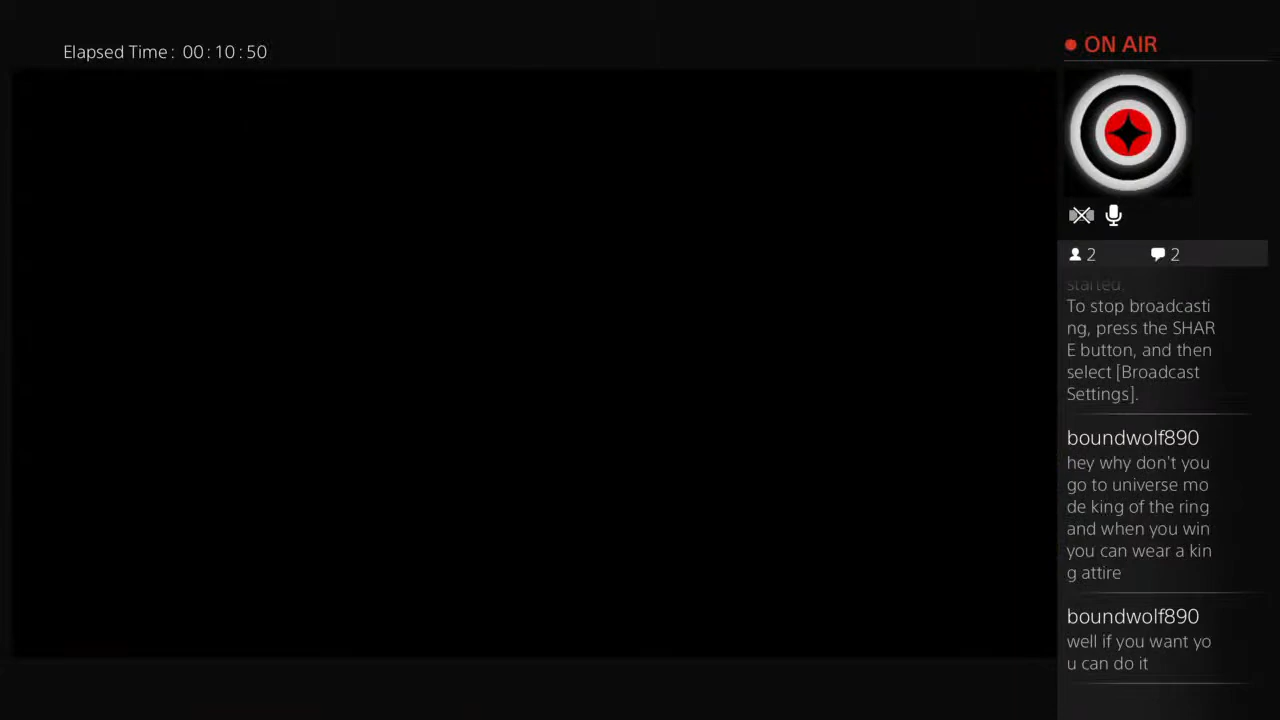 Elapsed Time: 00:10:50
ON AIR
2 2
started.
To stop broadcasti
ng, press the SHAR
E button, and then
select [Broadcast
Settings].
boundwolf890
hey why don't you
go to universe mo
de king of the ring
and when you win
you can wear a kin
g attire
boundwolf890
well if you want yo
u can do it